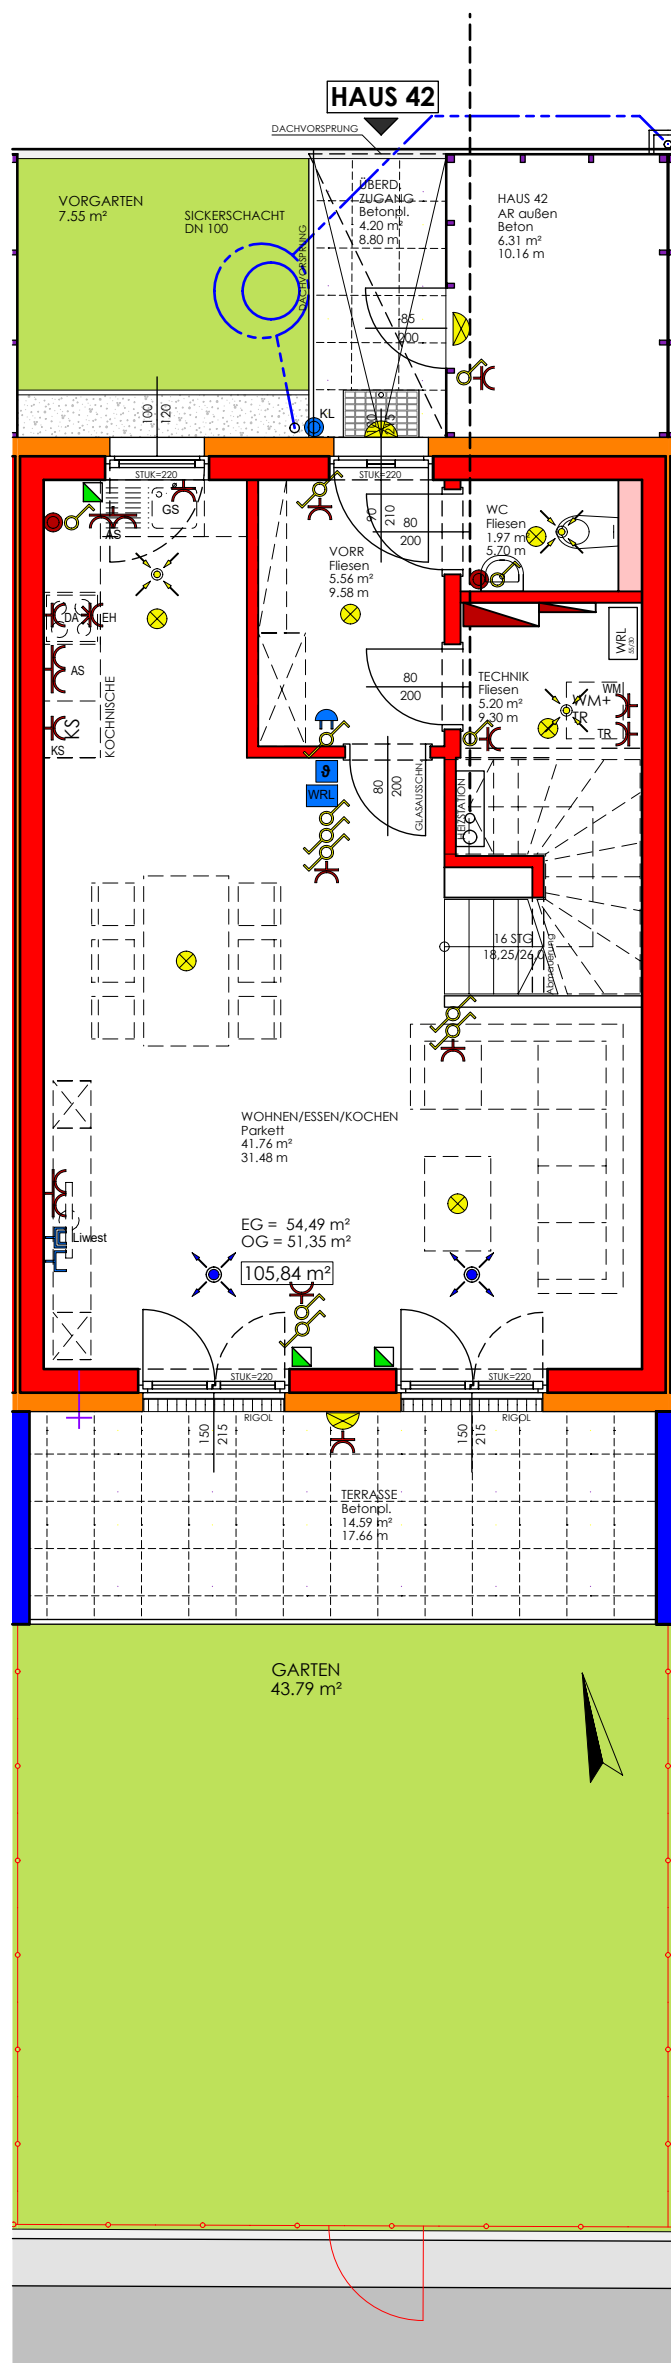 HAUS 42
DACHVORSPRUNG
VORGARTEN
7.55 m²
SICKERSCHACHT
DN 100
DACHVORSPRUNG
ÜBERD.
ZUGANG
Betonpl.
4.20 m²
8.80 m
HAUS 42
AR außen
Beton
6.31 m²
10.16 m
85
200
100
120
KL
STUK=220
STUK=220
GS
AS
90
210
80
200
WC
Fliesen
1.97 m²
5.70 m
VORR
Fliesen
5.56 m²
9.58 m
DA
EH
AS
KS
KS
KOCHNISCHE
WRL
55/30
80
200
TECHNIK
Fliesen
5.20 m²
9.30 m
WM
WM+
TR
TR
ϑ
WRL
80
200
GLASAUSSCHN.
HEIZSTATION
16 STG
18,25/26,0
Abmauerung
WOHNEN/ESSEN/KOCHEN
Parkett
41.76 m²
31.48 m
EG = 54,49 m²
OG = 51,35 m²
105,84 m²
Liwest
STUK=220
STUK=220
RIGOL
RIGOL
150
215
150
215
TERRASSE
Betonpl.
14.59 m²
17.66 m
GARTEN
43.79 m²